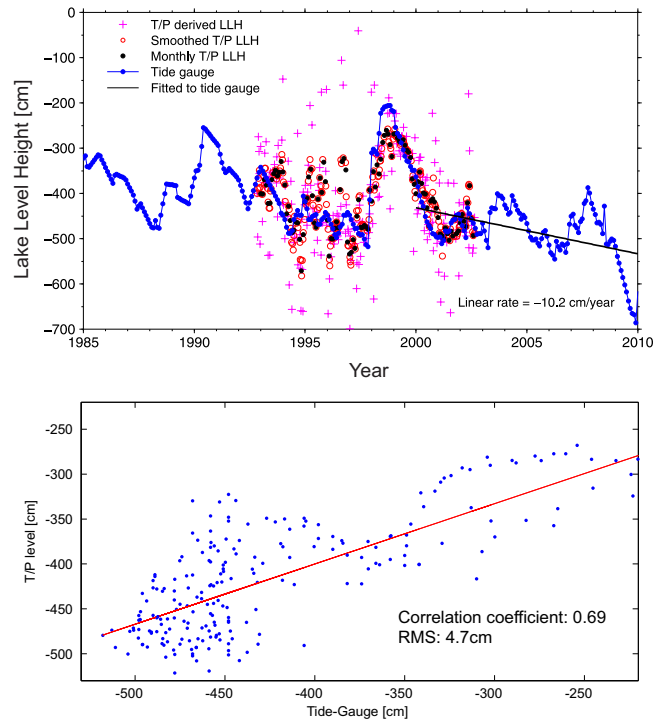 0
−100
−200
−300
−400
−500
−600
−700
Lake Level Height [cm]
T/P derived LLH
Smoothed T/P LLH
Monthly T/P LLH
Tide gauge
Fitted to tide gauge
Linear rate = −10.2 cm/year
1985 1990 1995 2000 2005 2010
Year
-250
-300
-350
-400
-450
-500
T/P level [cm]
Correlation coefficient: 0.69
RMS: 4.7cm
-500 -450 -400 -350 -300 -250
Tide-Gauge [cm]